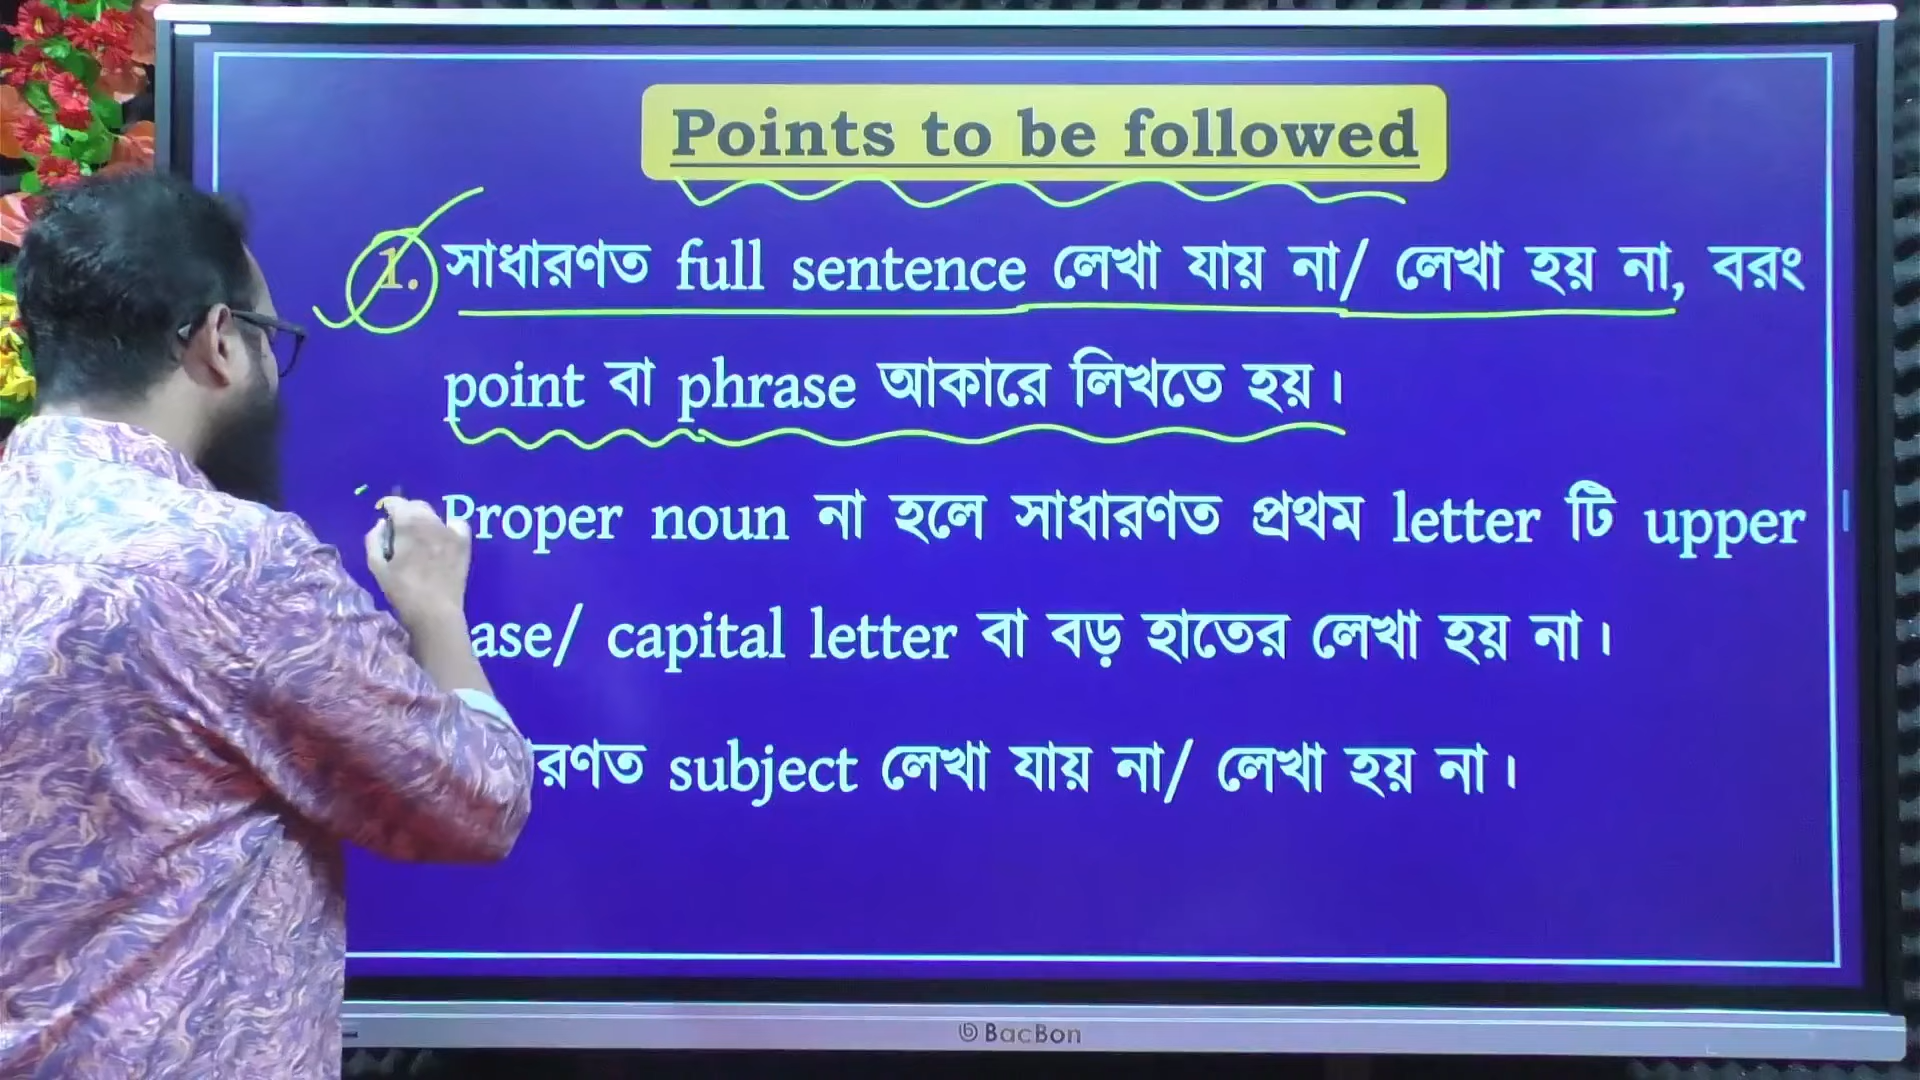 Points to be followed
1. সাধারণত full sentence লেখা যায় না/ লেখা হয় না, বরং
point বা phrase আকারে লিখতে হয়।
Proper noun না হলে সাধারণত প্রথম letter টি upper
ase/ capital letter বা বড় হাতের লেখা হয় না।
রণত subject লেখা যায় না/ লেখা হয় না।
BacBon